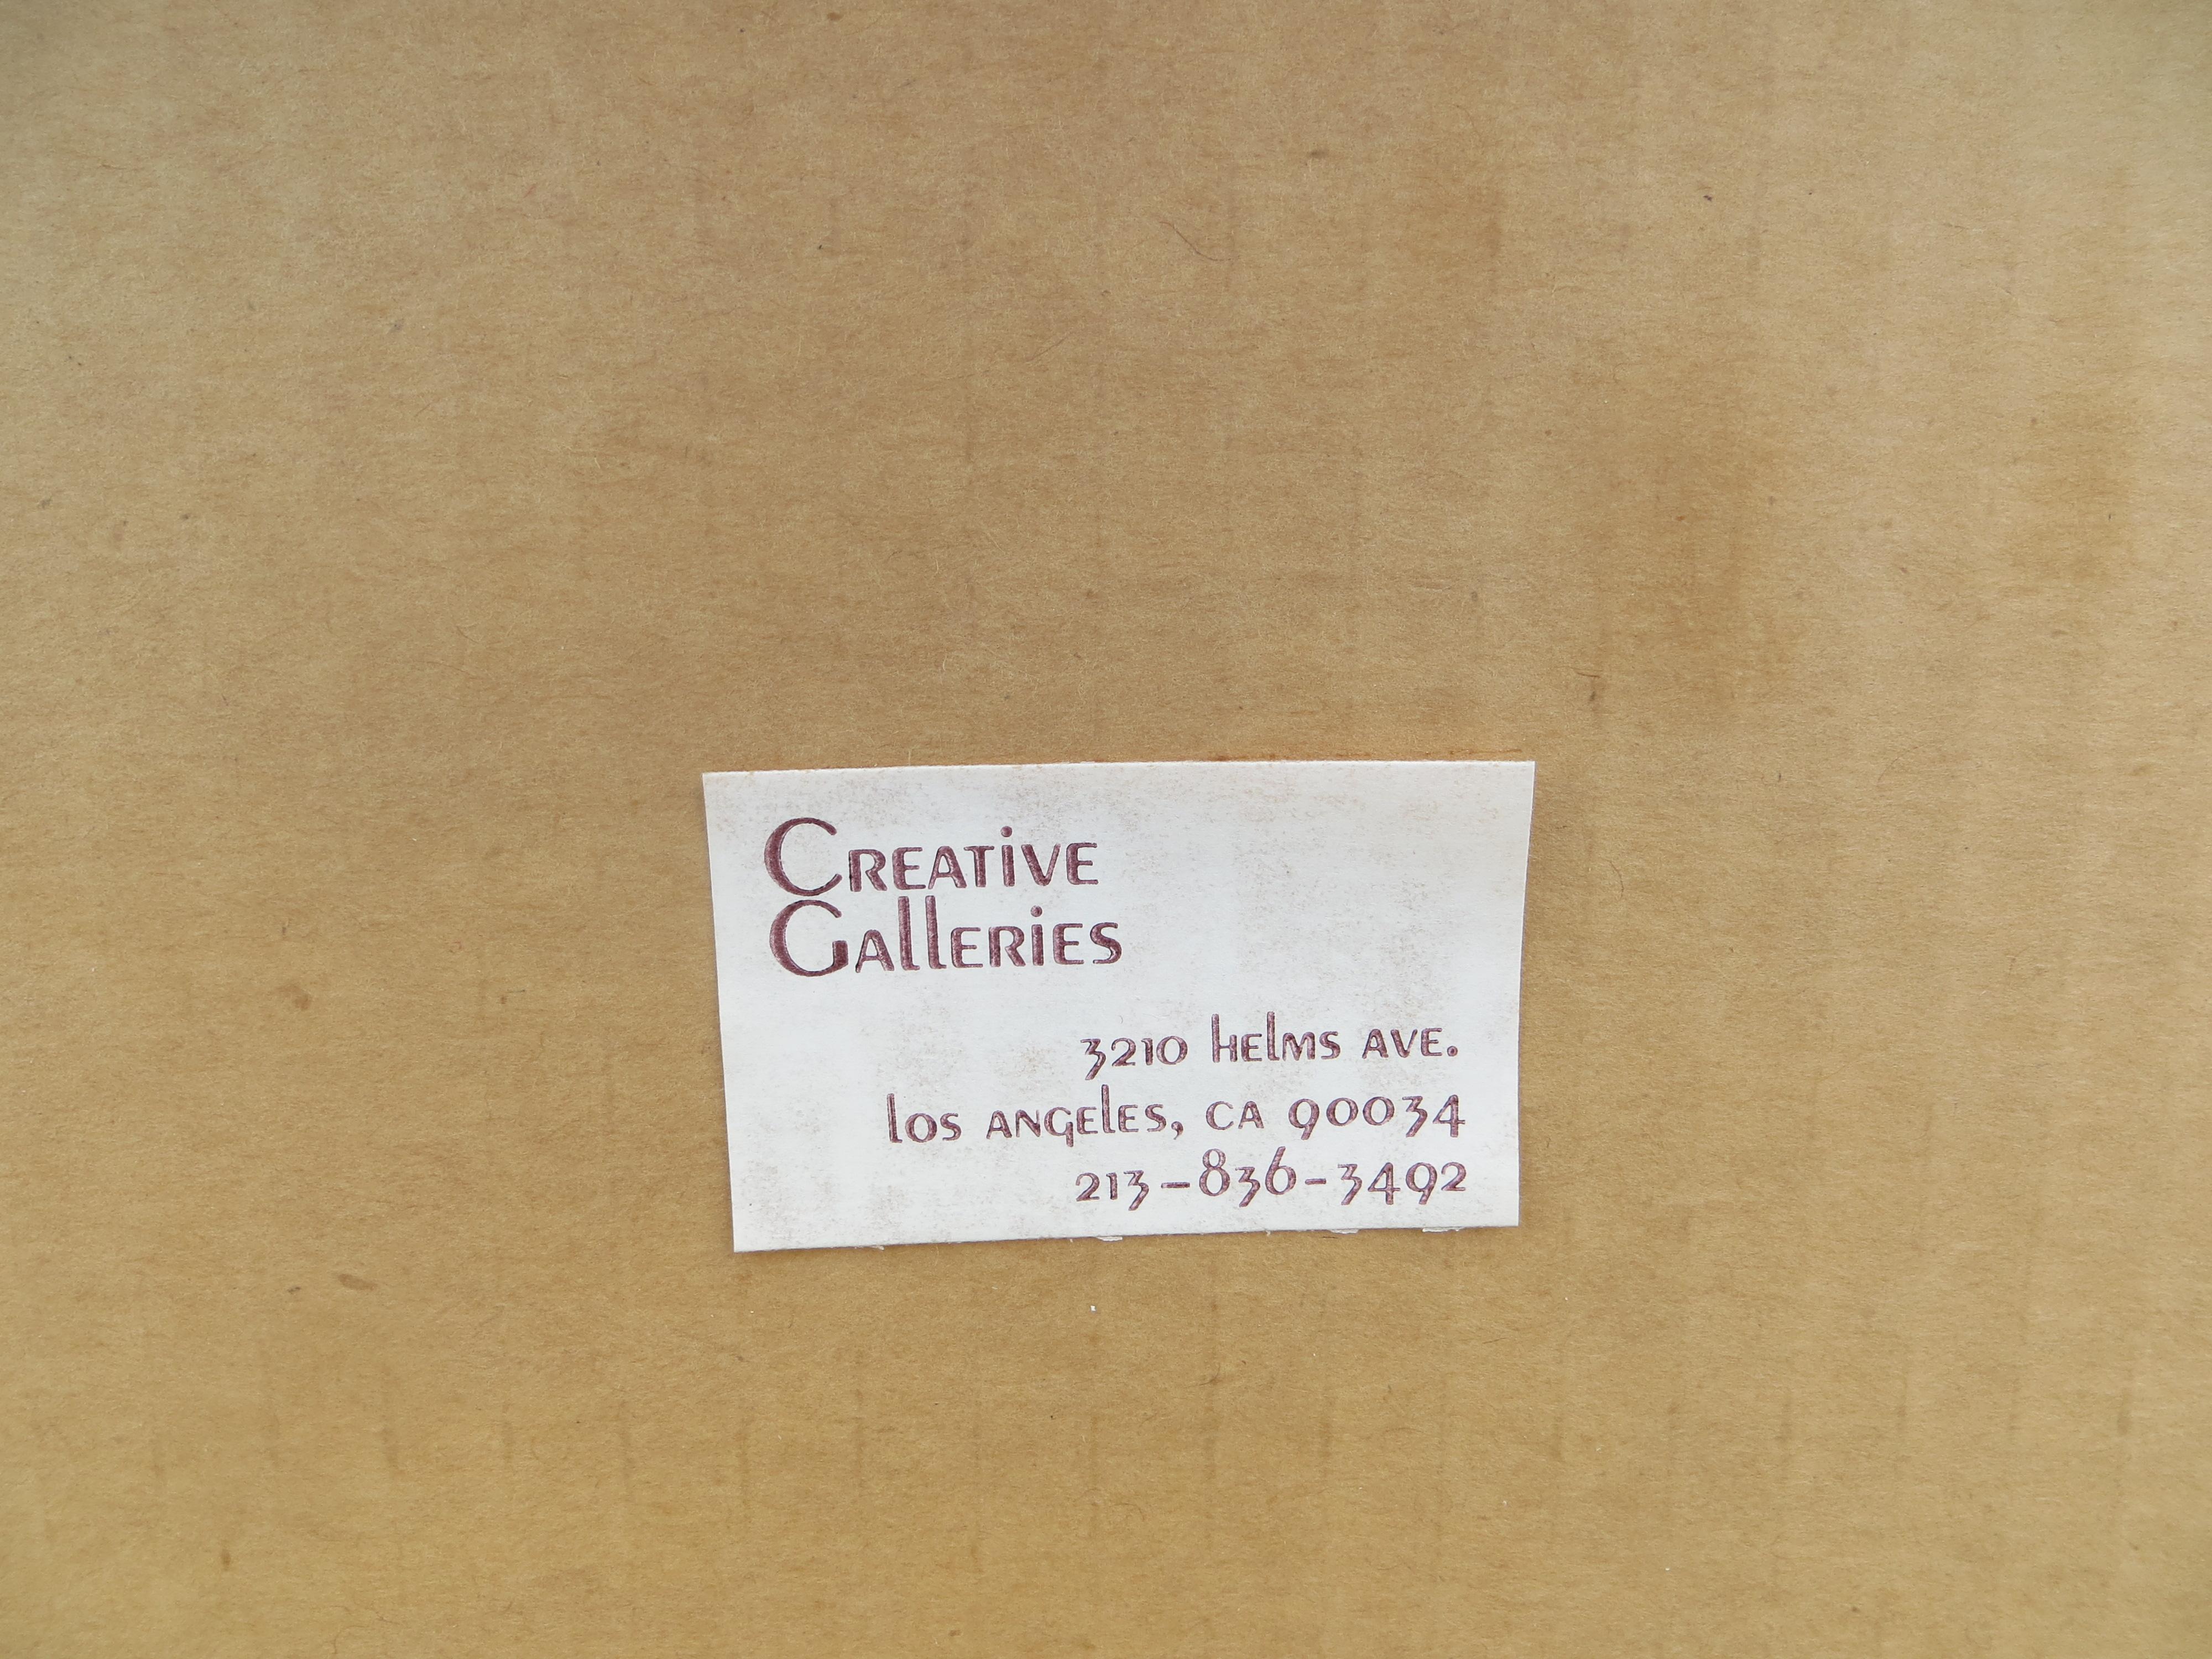 Creative
Galleries
3210 Helms Ave.
Los Angeles, CA 90034
213-836-3492